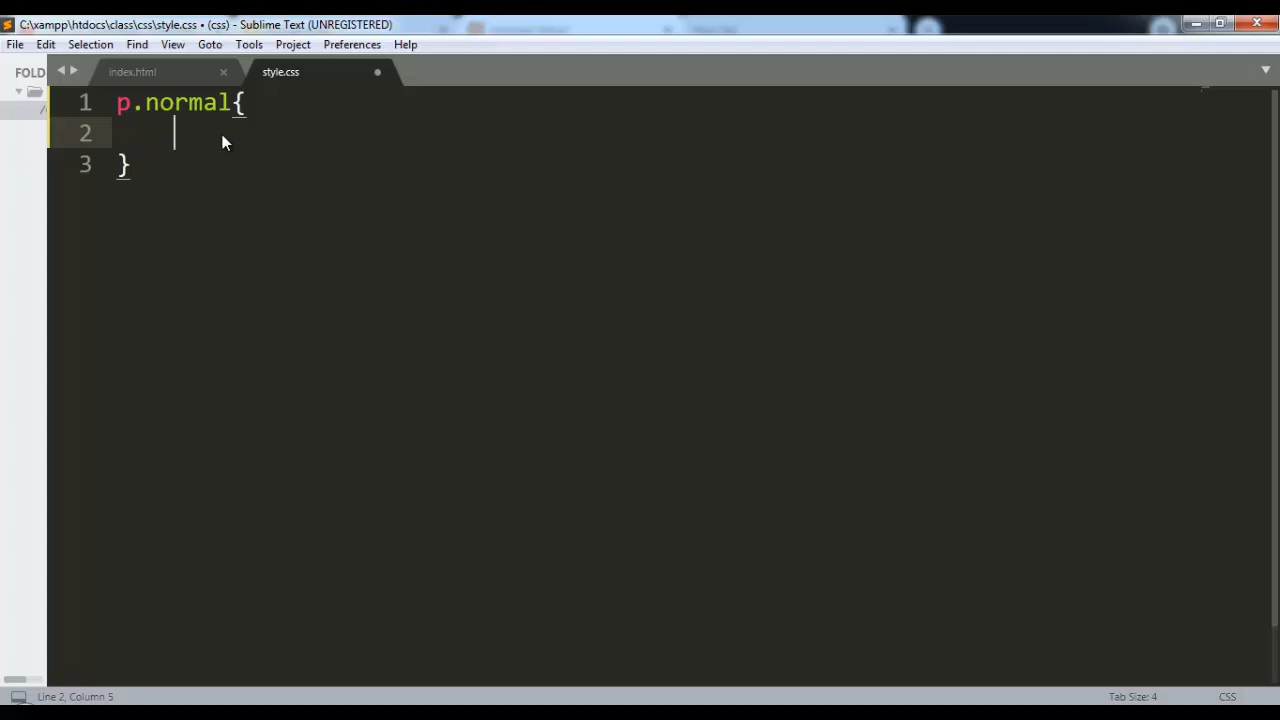 C:\xampp\htdocs\class\css\style.css • (css) - Sublime Text (UNREGISTERED)
File Edit Selection Find View Goto Tools Project Preferences Help
FOLD
index.html × style.css
1 p.normal{
2
3 }
Line 2, Column 5 Tab Size: 4 CSS